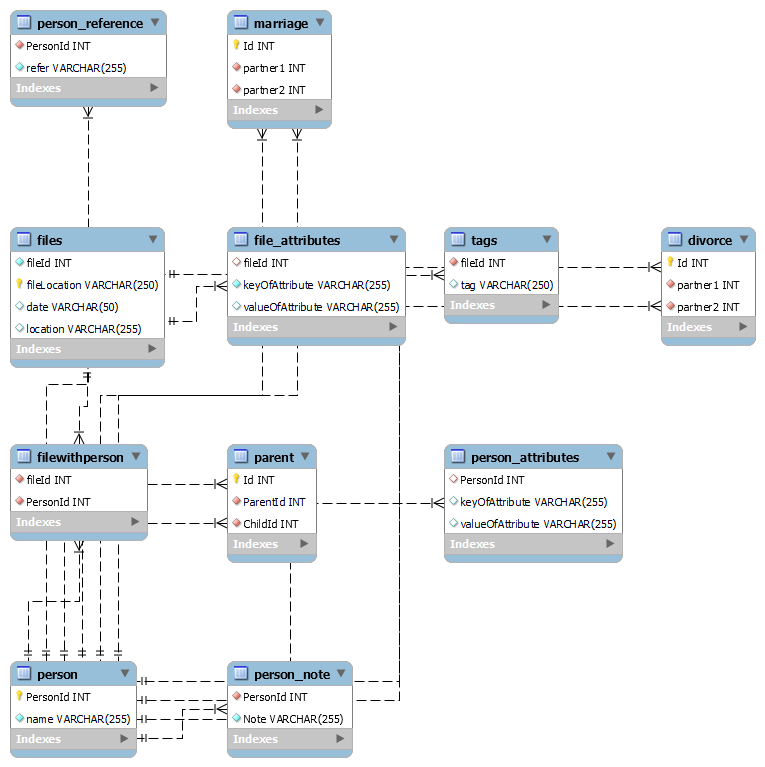 person_reference
PersonId INT
refer VARCHAR(255)
Indexes
marriage
Id INT
partner1 INT
partner2 INT
Indexes
files
fileId INT
fileLocation VARCHAR(250)
date VARCHAR(50)
location VARCHAR(255)
Indexes
file_attributes
fileId INT
keyOfAttribute VARCHAR(255)
valueOfAttribute VARCHAR(255)
Indexes
tags
fileId INT
tag VARCHAR(250)
Indexes
divorce
Id INT
partner1 INT
partner2 INT
Indexes
filewithperson
fileId INT
PersonId INT
Indexes
parent
Id INT
ParentId INT
ChildId INT
Indexes
person_attributes
PersonId INT
keyOfAttribute VARCHAR(255)
valueOfAttribute VARCHAR(255)
Indexes
person
PersonId INT
name VARCHAR(255)
Indexes
person_note
PersonId INT
Note VARCHAR(255)
Indexes